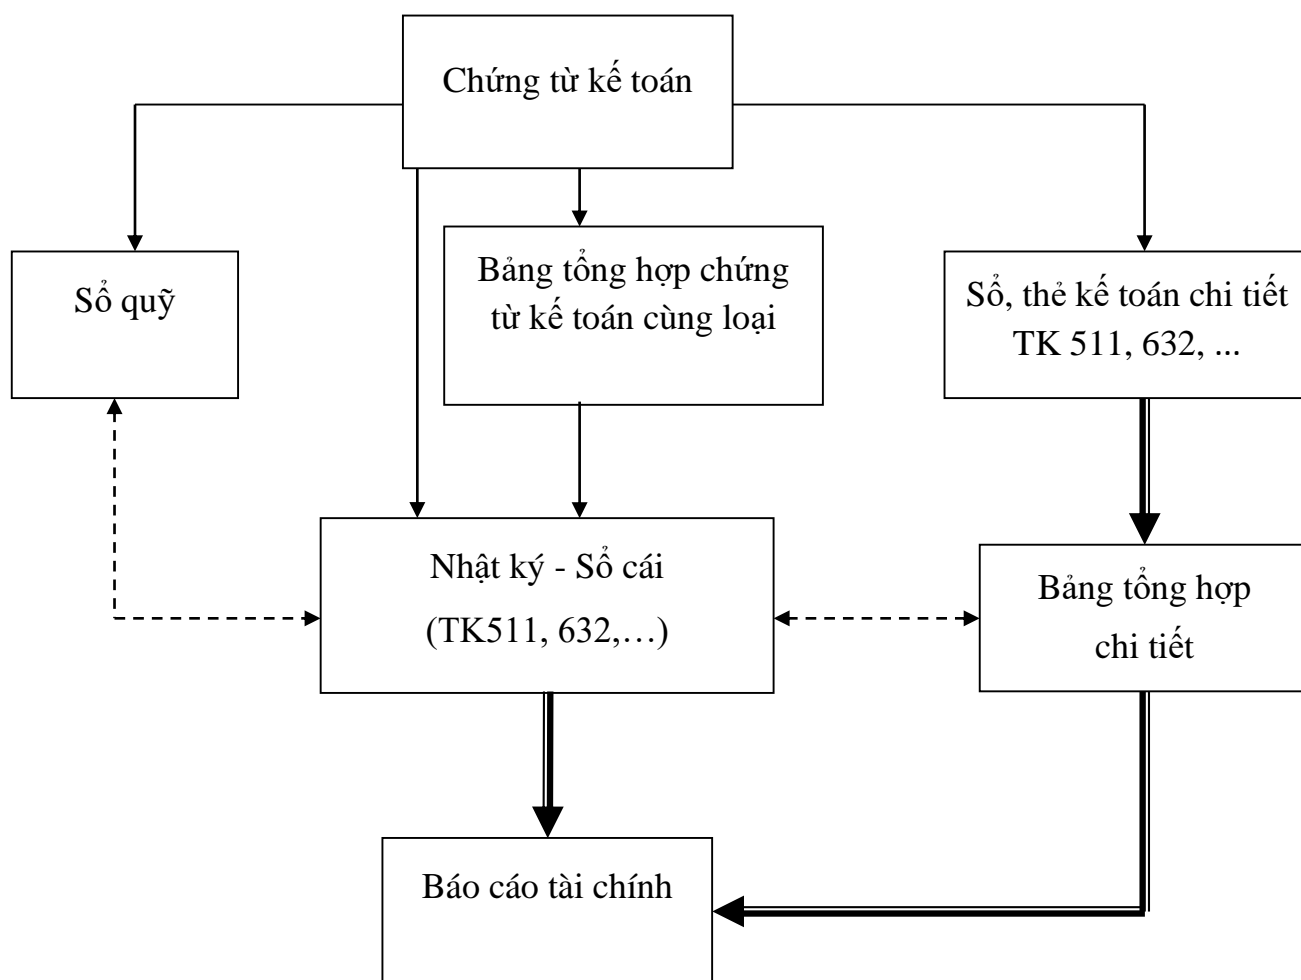 Chứng từ kế toán
Sổ quỹ
Bảng tổng hợp chứng
từ kế toán cùng loại
Sổ, thẻ kế toán chi tiết
TK 511, 632, ...
Nhật ký - Sổ cái
(TK511, 632,…)
Bảng tổng hợp
chi tiết
Báo cáo tài chính